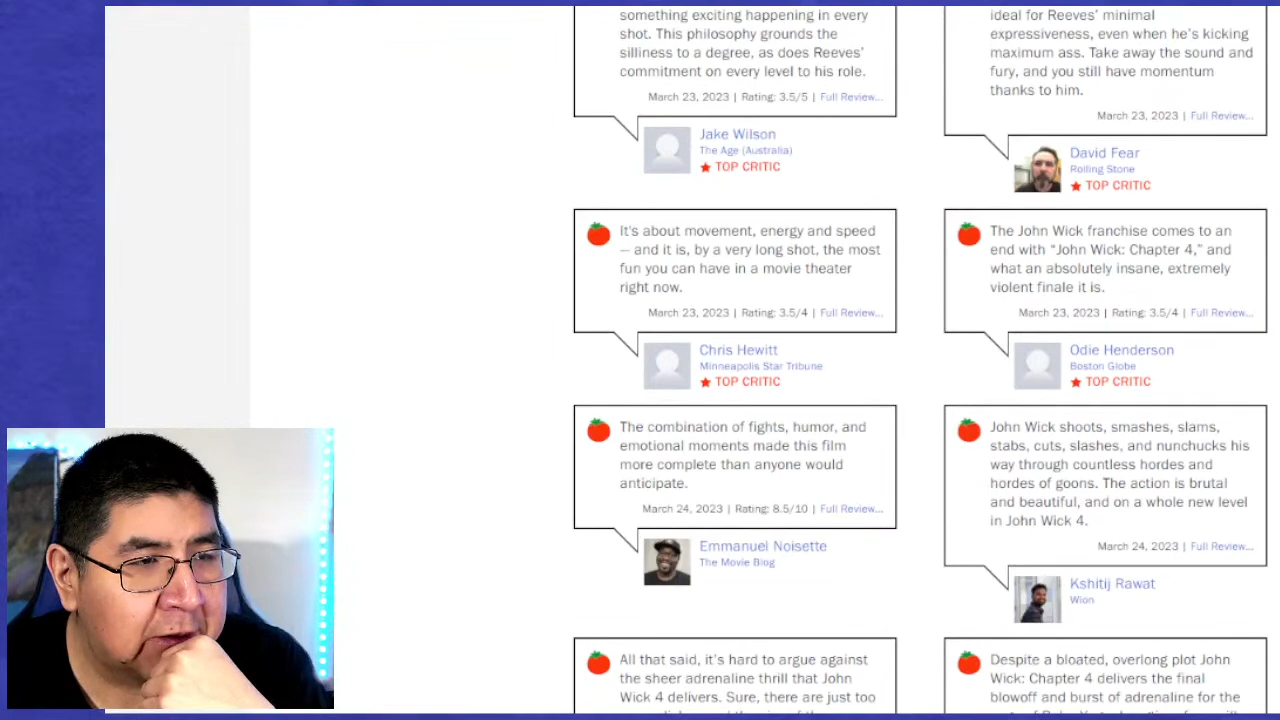 something exciting happening in every
shot. This philosophy grounds the
silliness to a degree, as does Reeves'
commitment on every level to his role.
March 23, 2023 | Rating: 3.5/5 | Full Review...
Jake Wilson
The Age (Australia)
TOP CRITIC
ideal for Reeves' minimal
expressiveness, even when he's kicking
maximum ass. Take away the sound and
fury, and you still have momentum
thanks to him.
March 23, 2023 | Full Review...
David Fear
Rolling Stone
TOP CRITIC
It's about movement, energy and speed
— and it is, by a very long shot, the most
fun you can have in a movie theater
right now.
March 23, 2023 | Rating: 3.5/4 | Full Review...
Chris Hewitt
Minneapolis Star Tribune
TOP CRITIC
The John Wick franchise comes to an
end with “John Wick: Chapter 4,” and
what an absolutely insane, extremely
violent finale it is.
March 23, 2023 | Rating: 3.5/4 | Full Review...
Odie Henderson
Boston Globe
TOP CRITIC
The combination of fights, humor, and
emotional moments made this film
more complete than anyone would
anticipate.
March 24, 2023 | Rating: 8.5/10 | Full Review...
Emmanuel Noisette
The Movie Blog
John Wick shoots, smashes, slams,
stabs, cuts, slashes, and nunchucks his
way through countless hordes and
hordes of goons. The action is brutal
and beautiful, and on a whole new level
in John Wick 4.
March 24, 2023 | Full Review...
Kshitij Rawat
Wion
All that said, it's hard to argue against
the sheer adrenaline thrill that John
Wick 4 delivers. Sure, there are just too
Despite a bloated, overlong plot John
Wick: Chapter 4 delivers the final
blowoff and burst of adrenaline for the